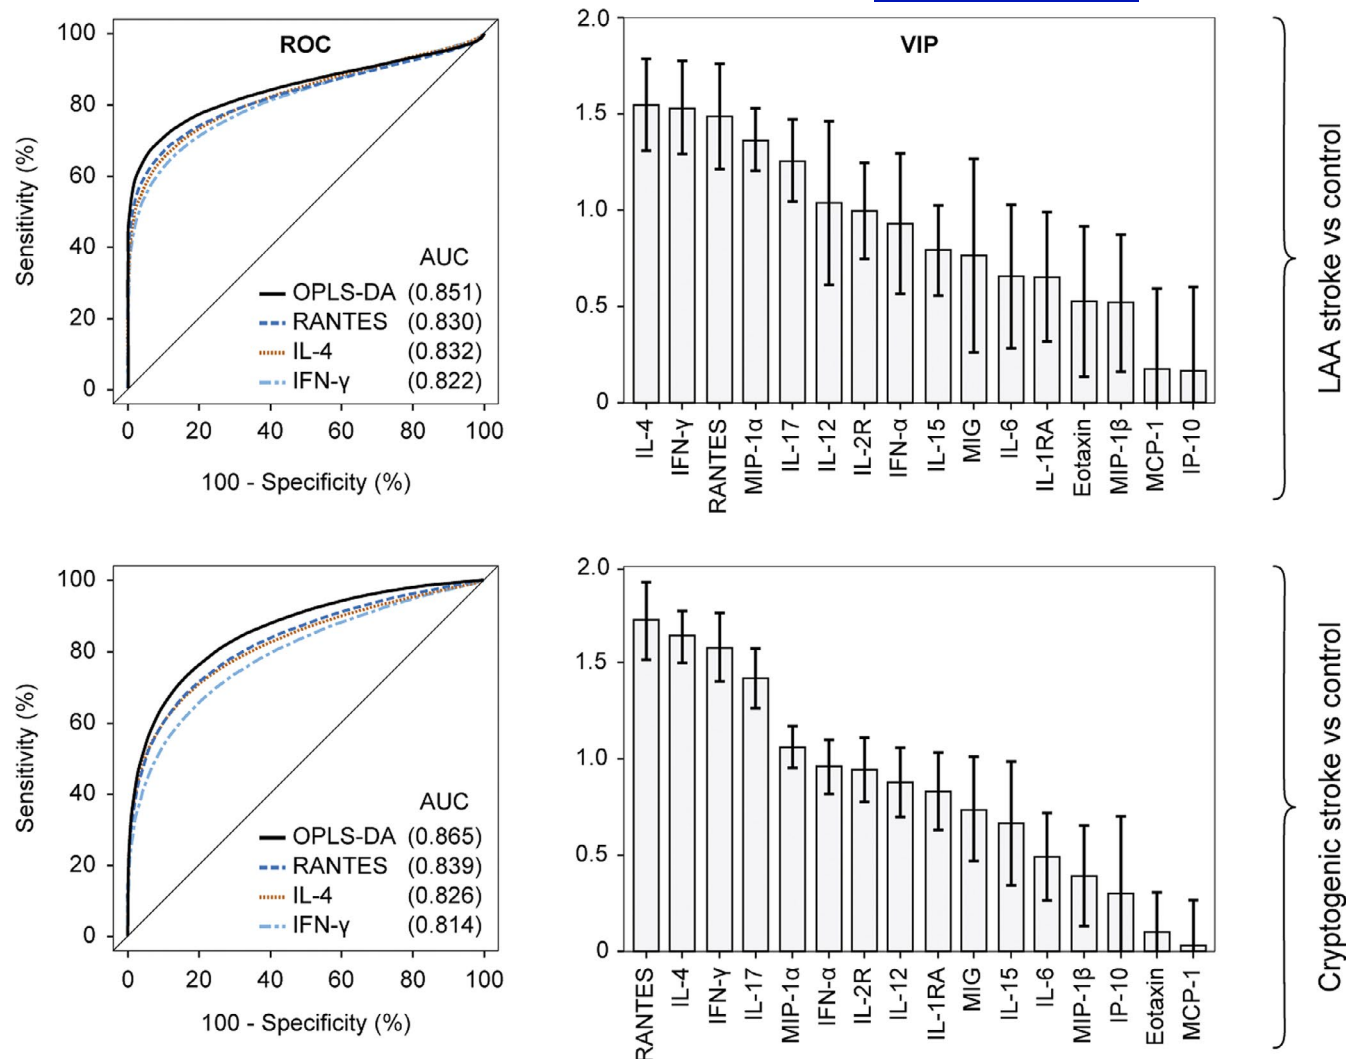 ROC
100
80
60
40
20
0
Sensitivity (%)
AUC
OPLS-DA (0.851)
RANTES (0.830)
IL-4 (0.832)
IFN-γ (0.822)
0 20 40 60 80 100
100 - Specificity (%)
VIP
2.0
1.5
1.0
0.5
0
IL-4
IFN-γ
RANTES
MIP-1α
IL-17
IL-12
IL-2R
IFN-α
IL-15
MIG
IL-6
IL-1RA
Eotaxin
MIP-1β
MCP-1
IP-10
LAA stroke vs control
100
80
60
40
20
0
Sensitivity (%)
AUC
OPLS-DA (0.865)
RANTES (0.839)
IL-4 (0.826)
IFN-γ (0.814)
0 20 40 60 80 100
100 - Specificity (%)
2.0
1.5
1.0
0.5
0
RANTES
IL-4
IFN-γ
IL-17
MIP-1α
IFN-α
IL-2R
IL-12
IL-1RA
MIG
IL-15
IL-6
MIP-1β
IP-10
Eotaxin
MCP-1
Cryptogenic stroke vs control